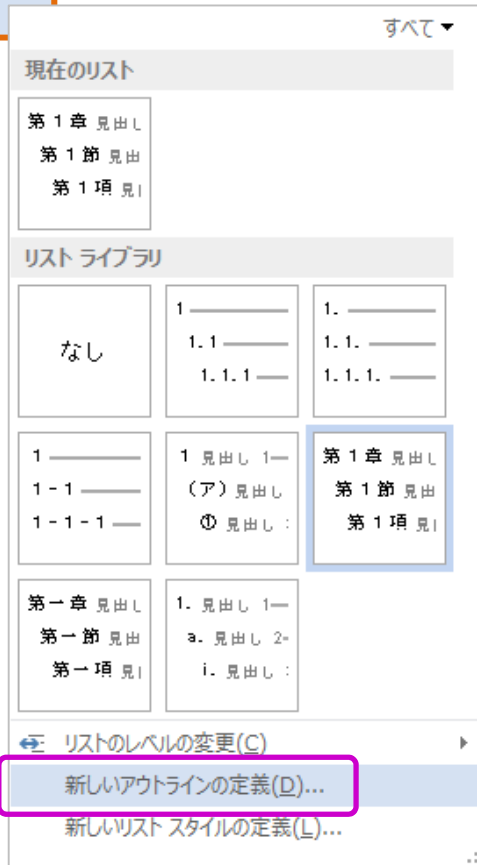 すべて
現在のリスト
第 1 章 見出し
第 1 節 見出
第 1 項 見
リスト ライブラリ
なし
1
1. 1
1. 1. 1
1.
1. 1.
1. 1. 1.
1
1 - 1
1 - 1 - 1
1 見出し 1
(ア) 見出し
① 見出し
第 1 章 見出し
第 1 節 見出
第 1 項 見
第一章 見出し
第一節 見出
第一項 見
1. 見出し 1
a. 見出し 2
i. 見出し
リストのレベルの変更(C)
新しいアウトラインの定義(D)...
新しいリスト スタイルの定義(L)...